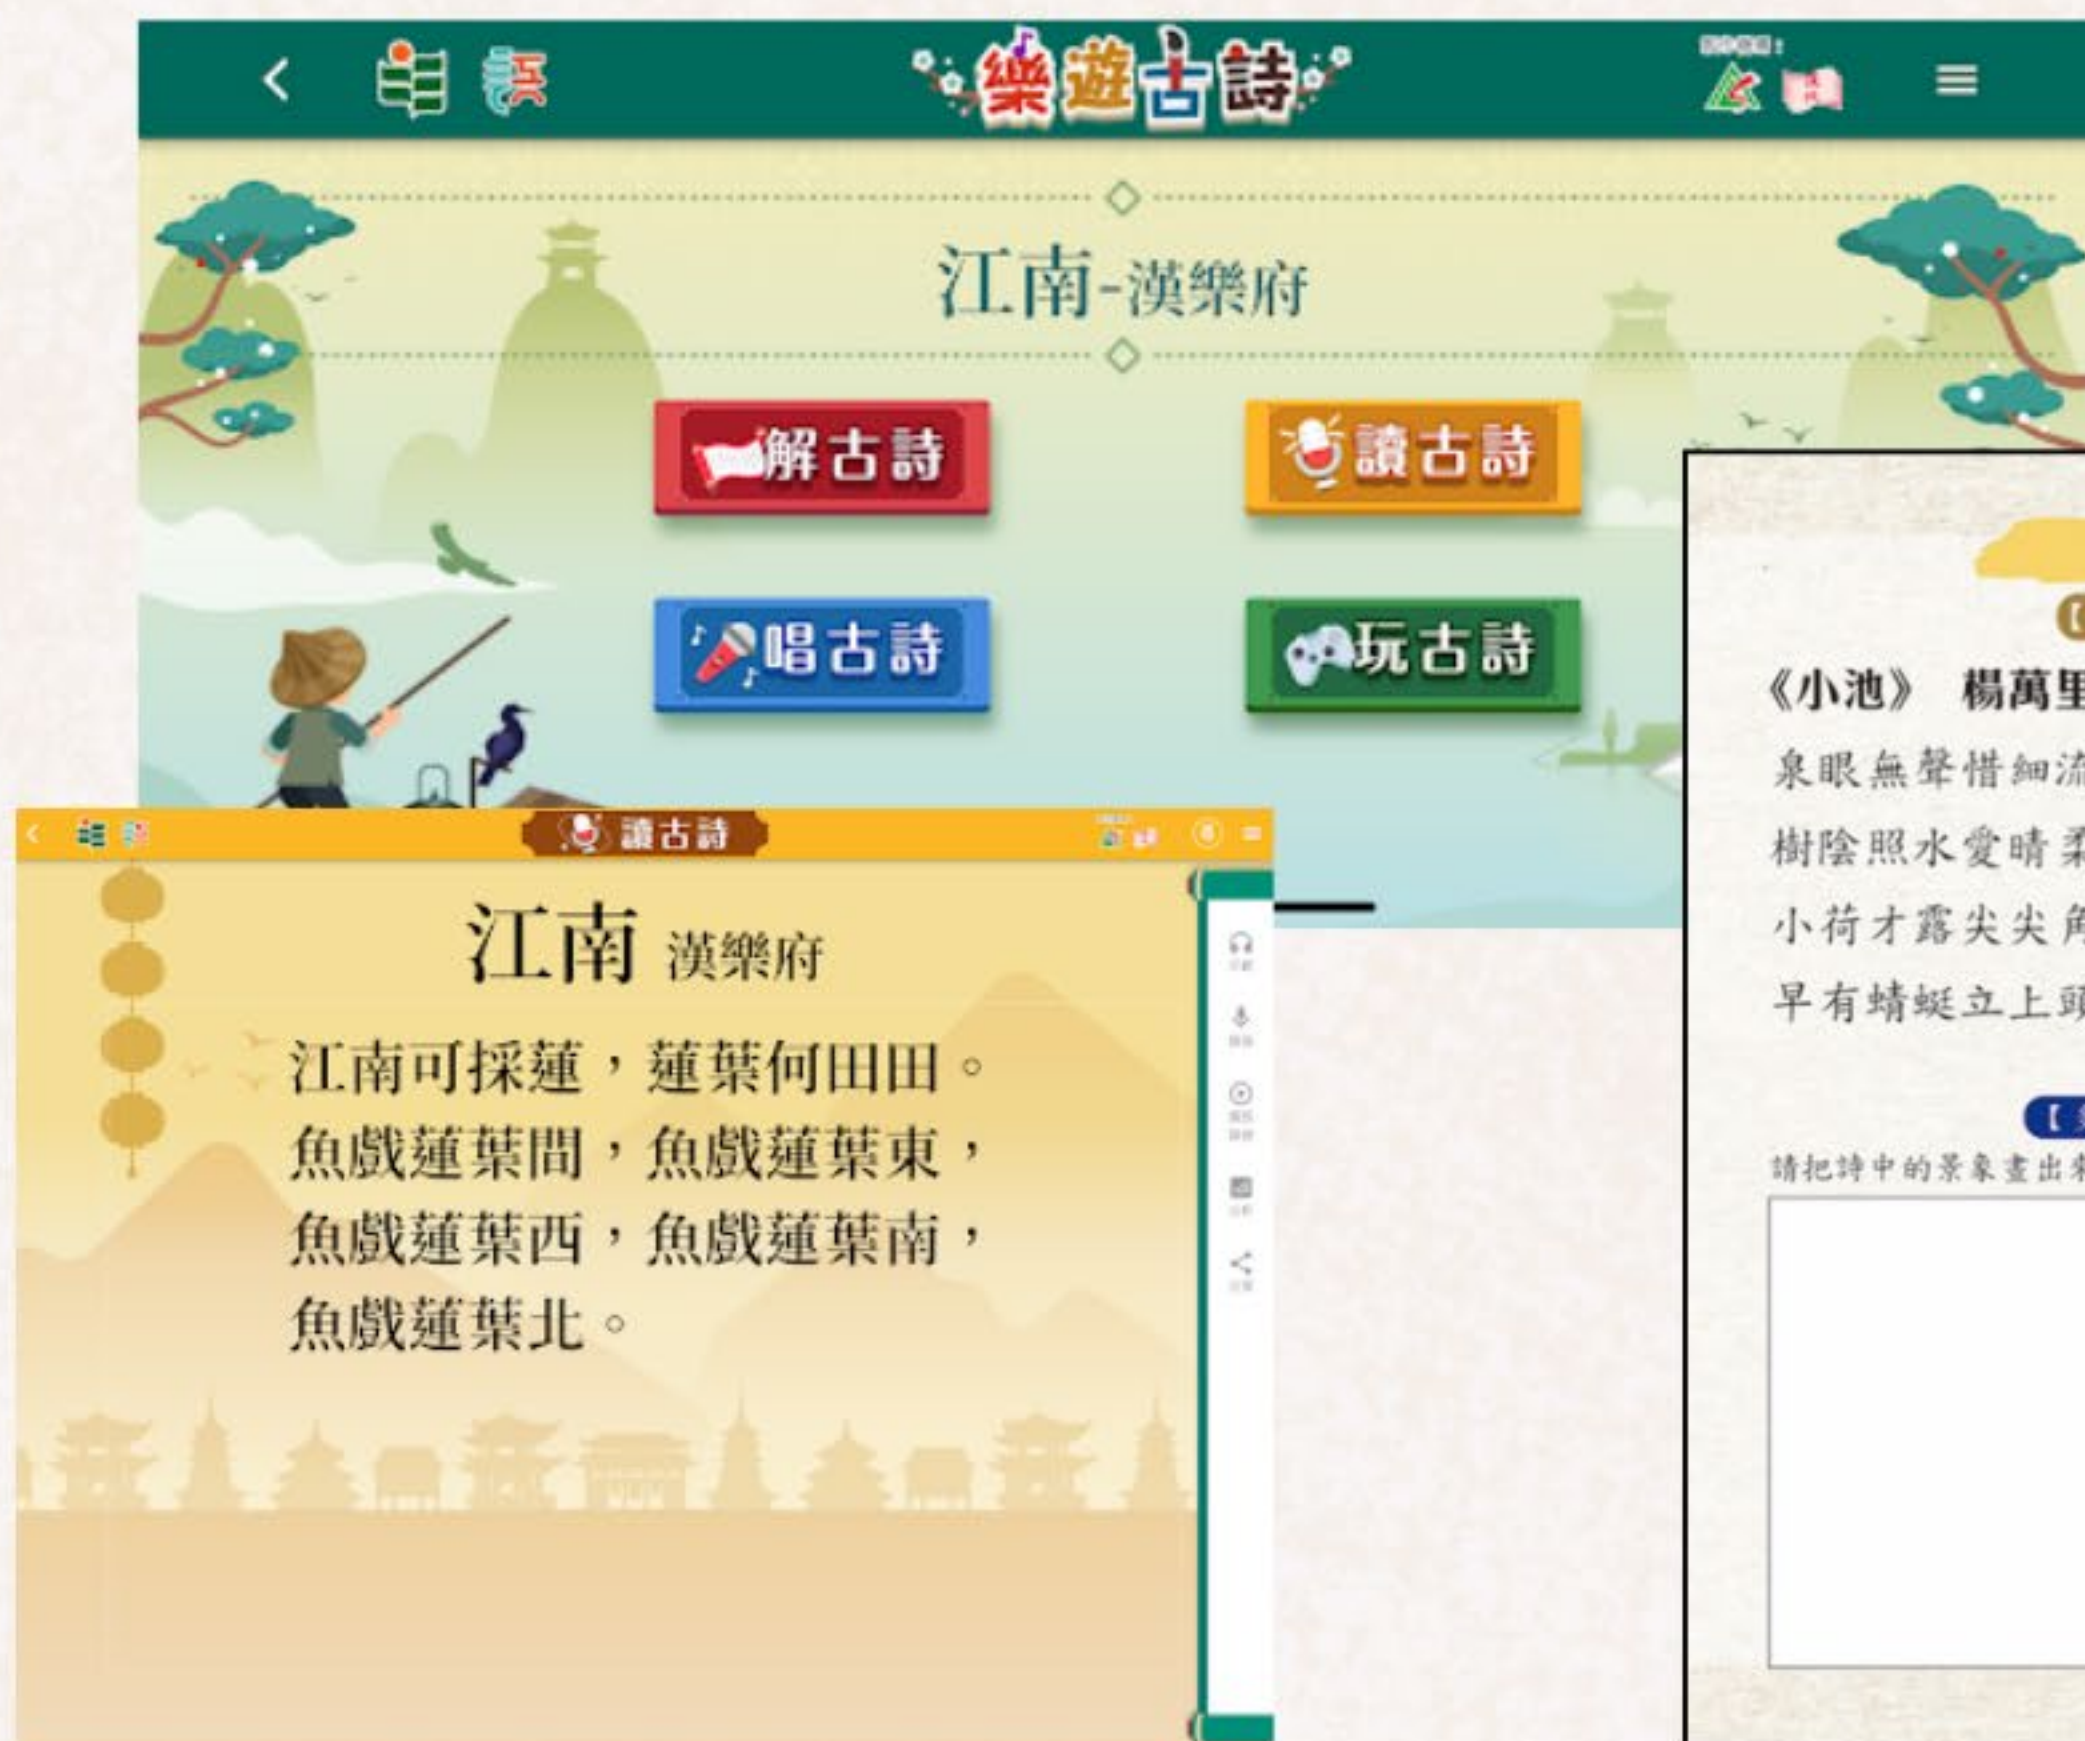 樂遊古詩
江南-漢樂府
解古詩
讀古詩
唱古詩
玩古詩
讀古詩
江南 漢樂府
江南可採蓮，蓮葉何田田。
魚戲蓮葉間，魚戲蓮葉東，
魚戲蓮葉西，魚戲蓮葉南，
魚戲蓮葉北。
《小池》 楊萬里
泉眼無聲惜細流
樹陰照水愛晴柔
小荷才露尖尖角
早有蜻蜓立上頭
請把詩中的景象畫出來